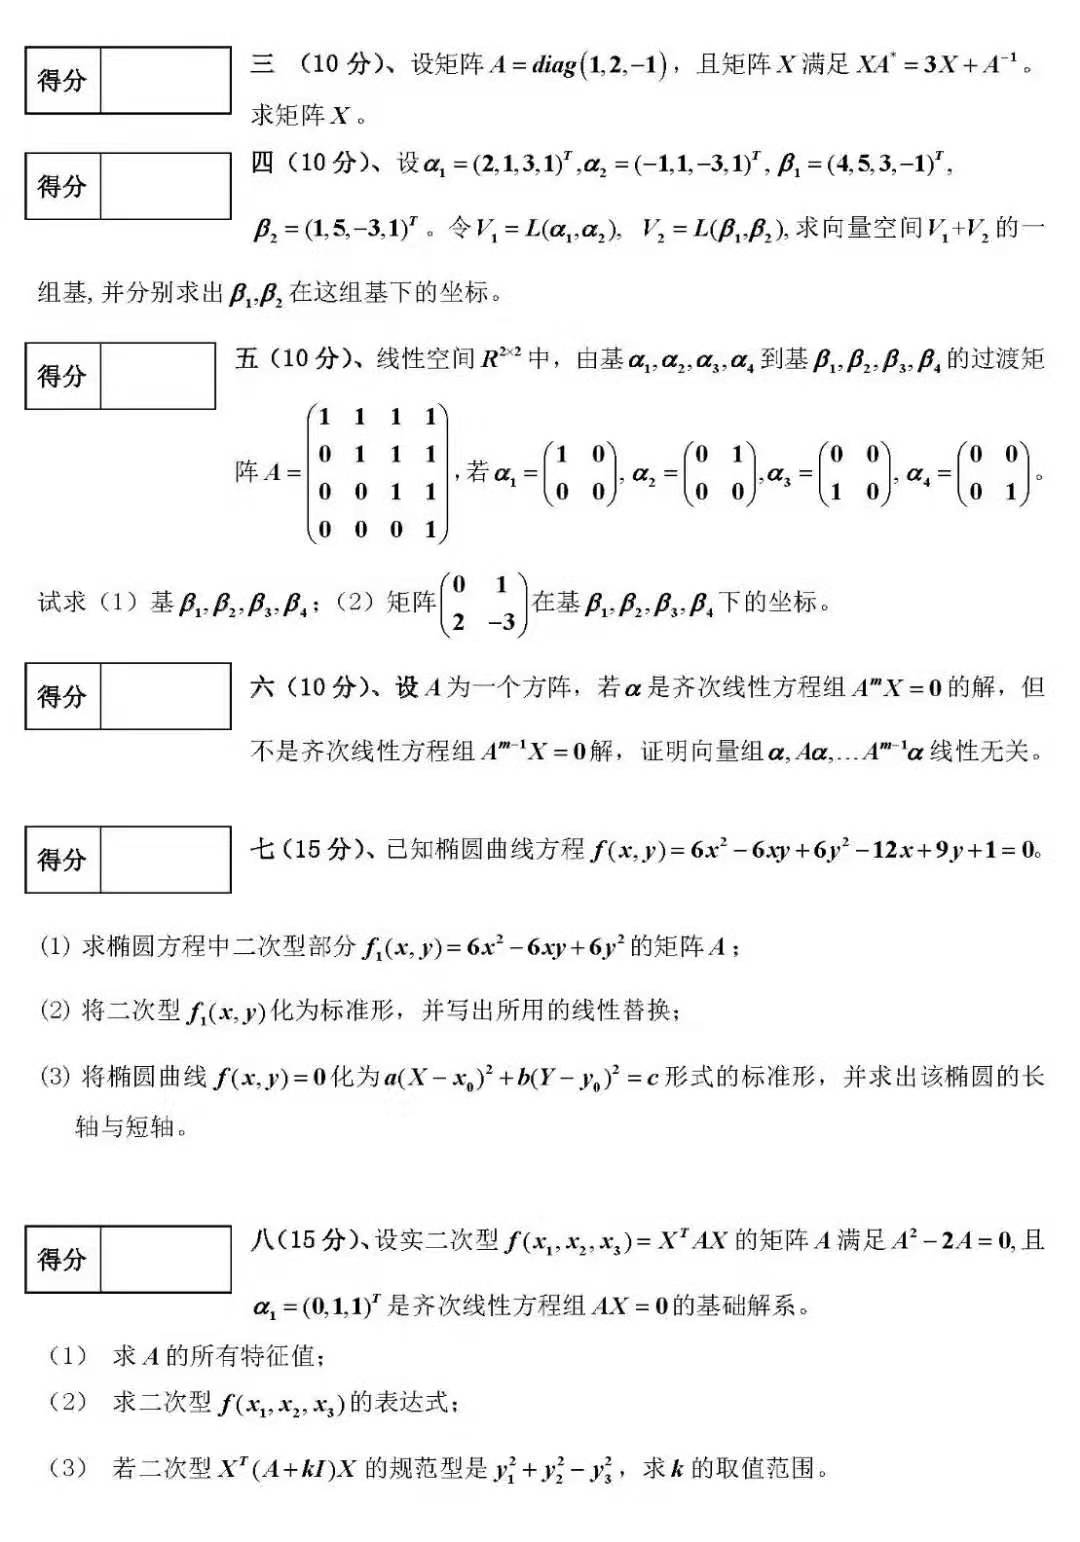 得分
三 （10 分）、设矩阵 A = diag(1,2,−1)，且矩阵 X 满足 XA* = 3X + A⁻¹。
求矩阵 X 。
得分
四（10 分）、设 α₁ = (2,1,3,1)ᵀ, α₂ = (−1,1,−3,1)ᵀ, β₁ = (4,5,3,−1)ᵀ,
β₂ = (1,5,−3,1)ᵀ 。令 V₁ = L(α₁,α₂), V₂ = L(β₁,β₂), 求向量空间 V₁+V₂ 的一
组基, 并分别求出 β₁,β₂ 在这组基下的坐标。
得分
五（10 分）、线性空间 R²ˣ² 中，由基 α₁,α₂,α₃,α₄ 到基 β₁,β₂,β₃,β₄ 的过渡矩
阵 A = (1 1 1 1; 0 1 1 1; 0 0 1 1; 0 0 0 1), 若 α₁ = (1 0; 0 0), α₂ = (0 1; 0 0), α₃ = (0 0; 1 0), α₄ = (0 0; 0 1)。
试求（1）基 β₁,β₂,β₃,β₄；（2）矩阵 (0 1; 2 −3) 在基 β₁,β₂,β₃,β₄ 下的坐标。
得分
六（10 分）、设 A 为一个方阵，若 α 是齐次线性方程组 AᵐX = 0 的解，但
不是齐次线性方程组 Aᵐ⁻¹X = 0 解，证明向量组 α, Aα,…Aᵐ⁻¹α 线性无关。
得分
七（15 分）、已知椭圆曲线方程 f(x,y) = 6x² − 6xy + 6y² − 12x + 9y + 1 = 0。
(1) 求椭圆方程中二次型部分 f₁(x,y) = 6x² − 6xy + 6y² 的矩阵 A；
(2) 将二次型 f₁(x,y) 化为标准形，并写出所用的线性替换；
(3) 将椭圆曲线 f(x,y) = 0 化为 a(X − x₀)² + b(Y − y₀)² = c 形式的标准形，并求出该椭圆的长
轴与短轴。
得分
八（15 分）、设实二次型 f(x₁,x₂,x₃) = XᵀAX 的矩阵 A 满足 A² − 2A = 0, 且
α₁ = (0,1,1)ᵀ 是齐次线性方程组 AX = 0 的基础解系。
（1） 求 A 的所有特征值；
（2） 求二次型 f(x₁,x₂,x₃) 的表达式；
（3） 若二次型 Xᵀ(A+kI)X 的规范型是 y₁² + y₂² − y₃²，求 k 的取值范围。